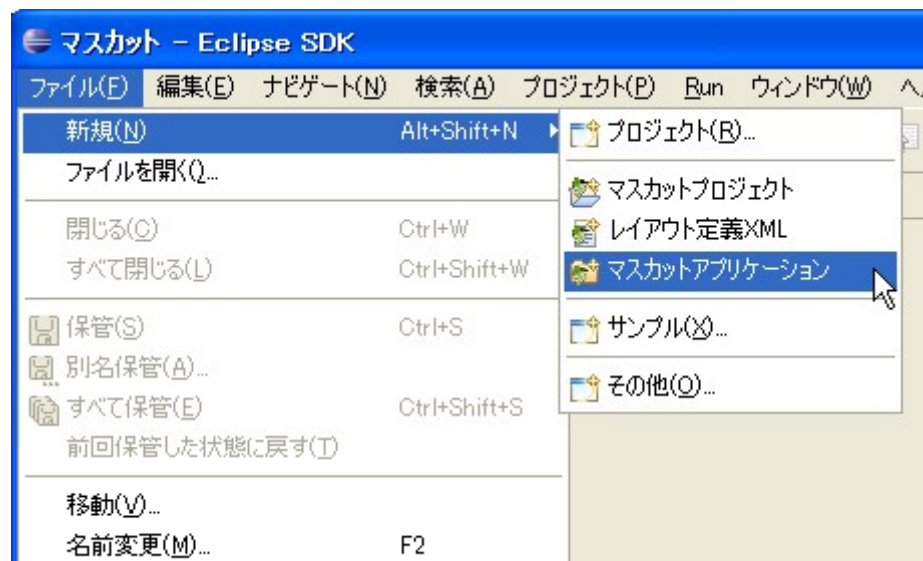 マスカット - Eclipse SDK
ファイル(F) 編集(E) ナビゲート(N) 検索(A) プロジェクト(P) Run ウィンドウ(W)
新規(N) Alt+Shift+N
ファイルを開く()...
閉じる(C) Ctrl+W
すべて閉じる(L) Ctrl+Shift+W
保管(S) Ctrl+S
別名保管(A)...
すべて保管(E) Ctrl+Shift+S
前回保管した状態に戻す(T)
移動(V)...
名前変更(M)... F2
プロジェクト(R)...
マスカットプロジェクト
レイアウト定義XML
マスカットアプリケーション
サンプル(X)...
その他(O)...